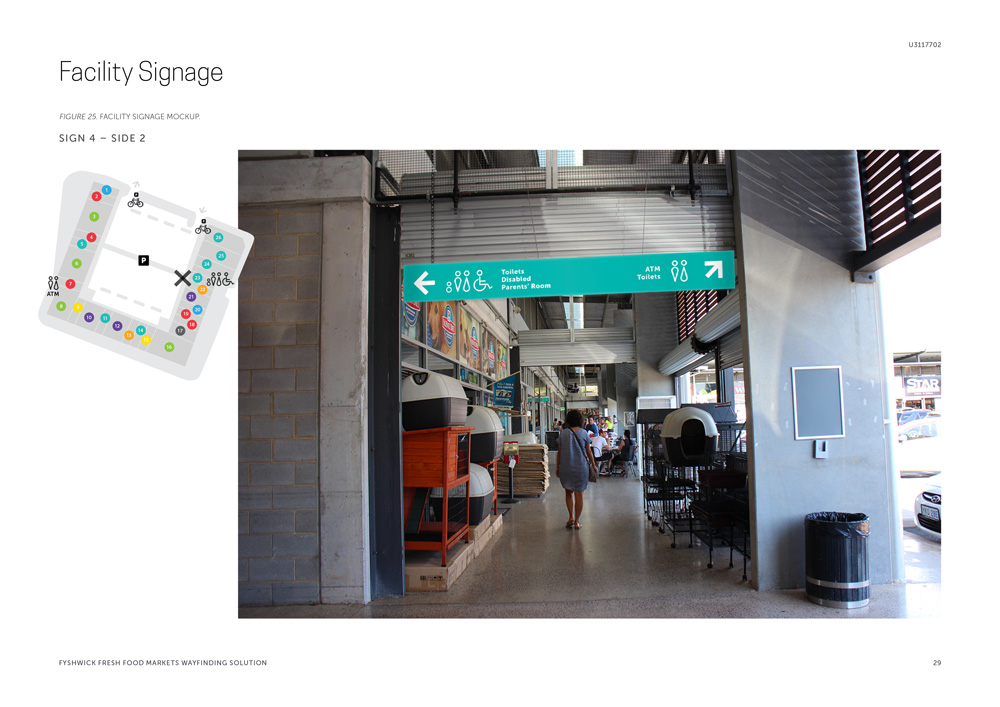 U3117702
Facility Signage
FIGURE 25. FACILITY SIGNAGE MOCKUP.
SIGN 4 – SIDE 2
1
2
3
4
5
6
7
ATM
8
9
10
11
12
13
14
15
16
17
18
19
20
21
22
23
24
25
26
P
Toilets
Disabled
Parents' Room
ATM
Toilets
STAR
FYSHWICK FRESH FOOD MARKETS WAYFINDING SOLUTION
29